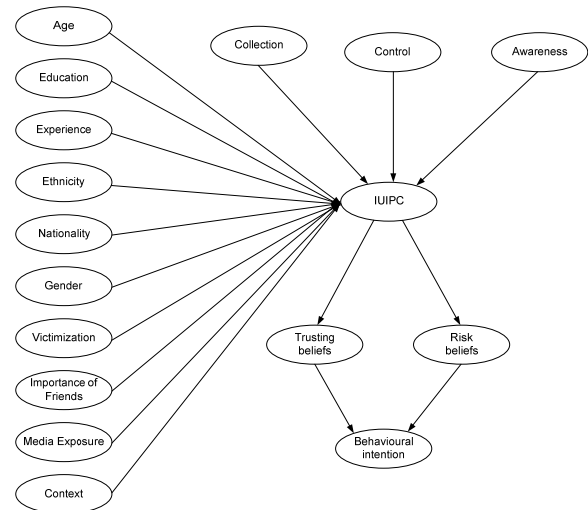 Age
Education
Experience
Ethnicity
Nationality
Gender
Victimization
Importance of
Friends
Media Exposure
Context
Collection
Control
Awareness
IUIPC
Trusting
beliefs
Risk
beliefs
Behavioural
intention